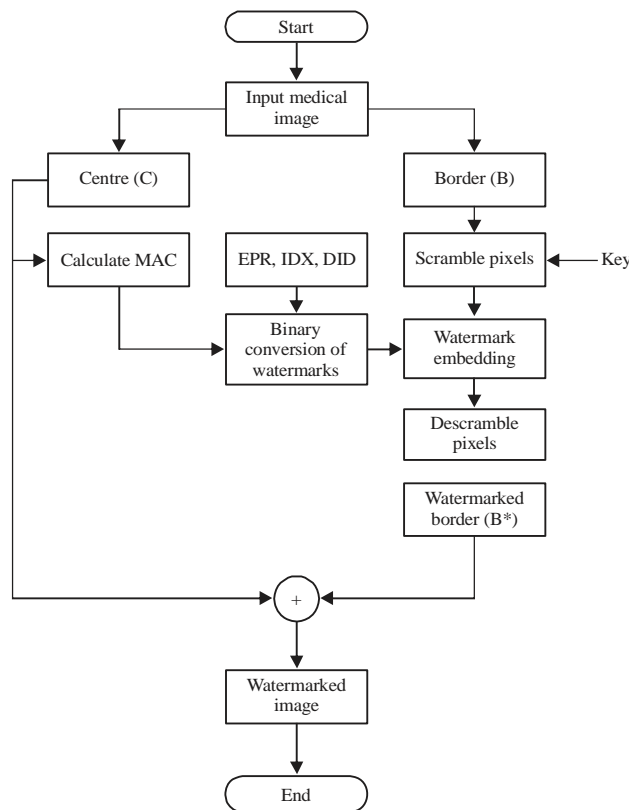 Start
Input medical
image
Centre (C)
Border (B)
Calculate MAC
EPR, IDX, DID
Scramble pixels
Key
Binary
conversion of
watermarks
Watermark
embedding
Descramble
pixels
Watermarked
border (B*)
+
Watermarked
image
End